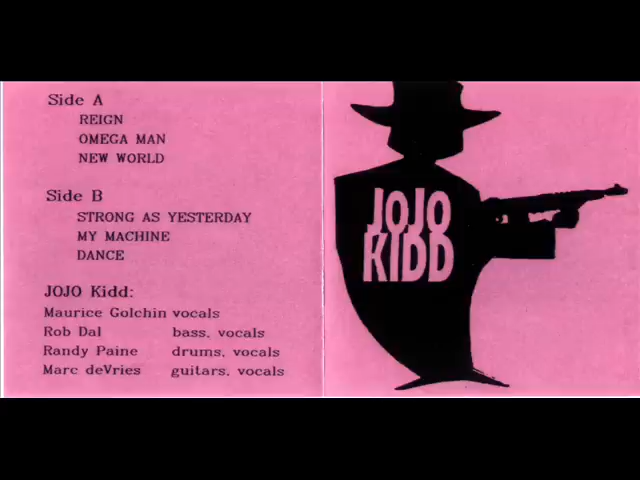 Side A
REIGN
OMEGA MAN
NEW WORLD
Side B
STRONG AS YESTERDAY
MY MACHINE
DANCE
JOJO Kidd:
Maurice Golchin vocals
Rob Dal bass, vocals
Randy Paine drums, vocals
Marc deVries guitars, vocals
JOJO
KIDD